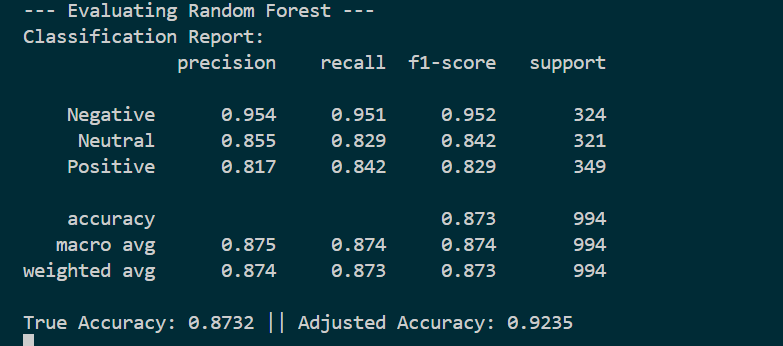 --- Evaluating Random Forest ---
Classification Report:
precision recall f1-score support
Negative 0.954 0.951 0.952 324
Neutral 0.855 0.829 0.842 321
Positive 0.817 0.842 0.829 349
accuracy 0.873 994
macro avg 0.875 0.874 0.874 994
weighted avg 0.874 0.873 0.873 994
True Accuracy: 0.8732 || Adjusted Accuracy: 0.9235